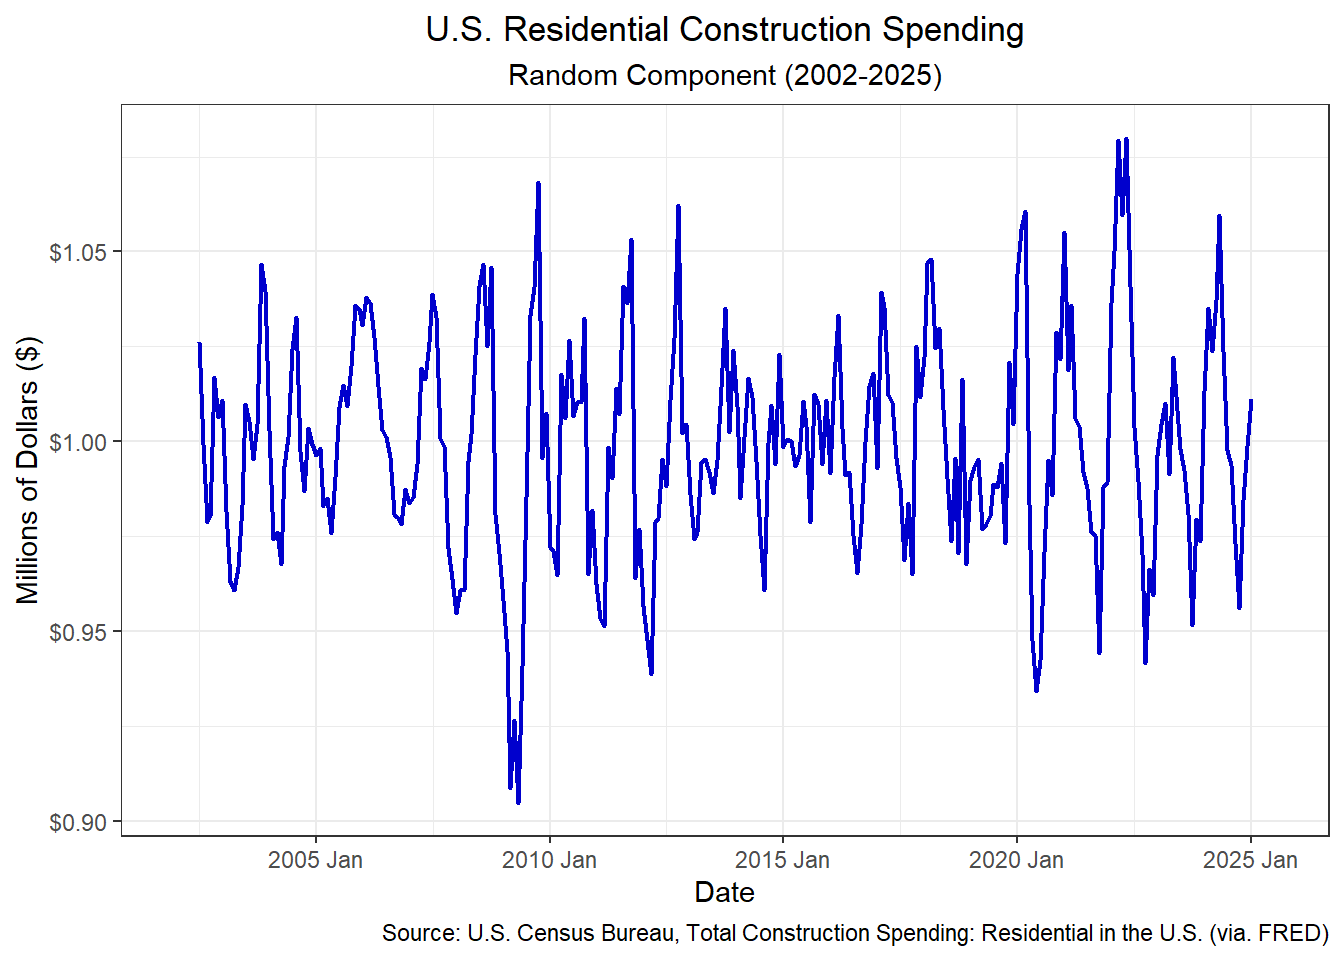 U.S. Residential Construction Spending
Random Component (2002-2025)
Millions of Dollars ($)
$1.05
$1.00
$0.95
$0.90
2005 Jan
2010 Jan
2015 Jan
2020 Jan
2025 Jan
Date
Source: U.S. Census Bureau, Total Construction Spending: Residential in the U.S. (via. FRED)